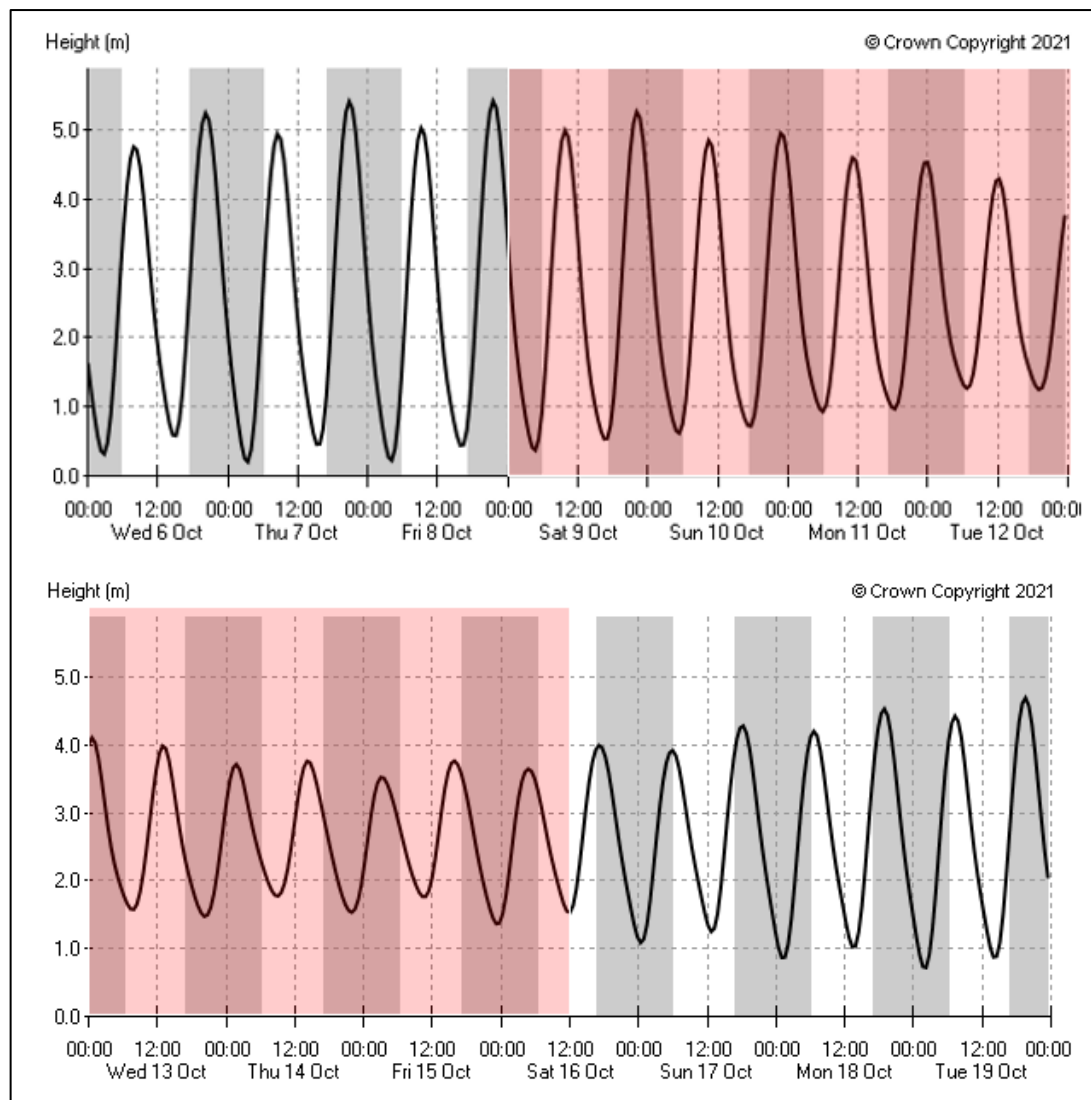 Height (m) © Crown Copyright 2021
5.0
4.0
3.0
2.0
1.0
0.0
00:00 12:00 00:00 12:00 00:00 12:00 00:00 12:00 00:00 12:00 00:00 12:00 00:00 12:00 00:0
Wed 6 Oct Thu 7 Oct Fri 8 Oct Sat 9 Oct Sun 10 Oct Mon 11 Oct Tue 12 Oct
Height (m) © Crown Copyright 2021
5.0
4.0
3.0
2.0
1.0
0.0
00:00 12:00 00:00 12:00 00:00 12:00 00:00 12:00 00:00 12:00 00:00 12:00 00:00 12:00 00:00
Wed 13 Oct Thu 14 Oct Fri 15 Oct Sat 16 Oct Sun 17 Oct Mon 18 Oct Tue 19 Oct